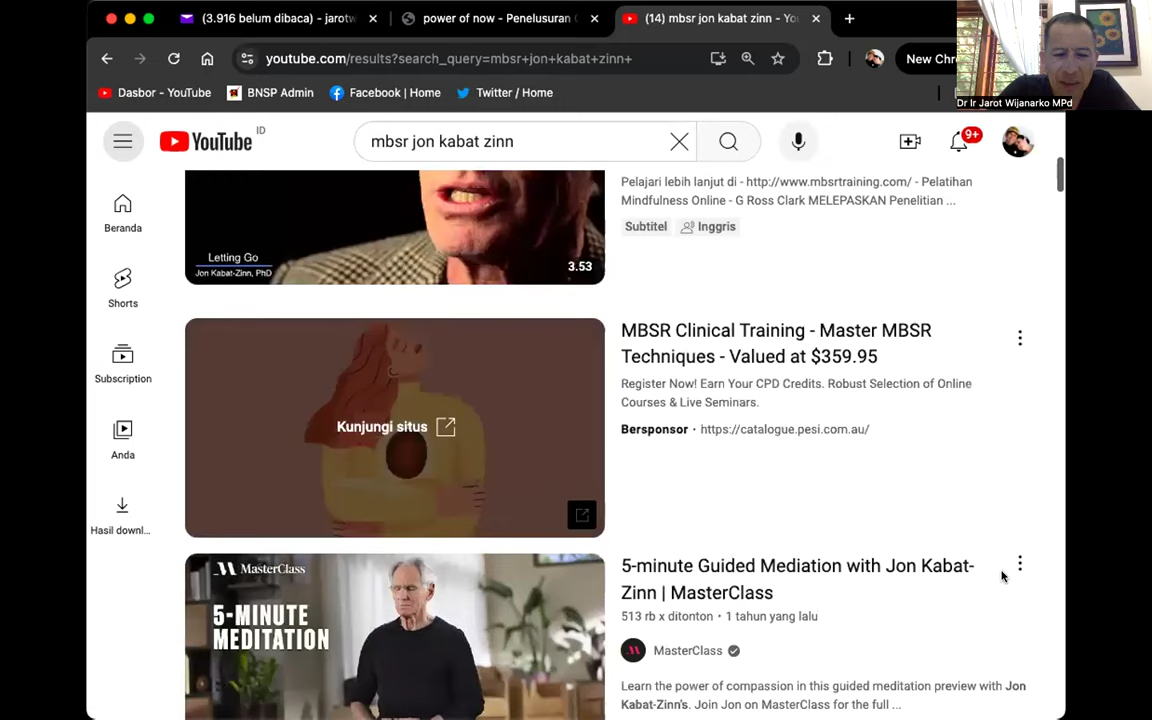 (3.916 belum dibaca) - jarotw
power of now - Penelusuran
(14) mbsr jon kabat zinn - You
youtube.com/results?search_query=mbsr+jon+kabat+zinn+
New Chr
Dr Ir Jarot Wijanarko MPd
Dasbor - YouTube
BNSP Admin
Facebook | Home
Twitter / Home
YouTube ID
mbsr jon kabat zinn
9+
Beranda
Shorts
Subscription
Anda
Hasil downl...
Letting Go
Jon Kabat-Zinn, PhD
3.53
Pelajari lebih lanjut di - http://www.mbsrtraining.com/ - Pelatihan
Mindfulness Online - G Ross Clark MELEPASKAN Penelitian ...
Subtitel
Inggris
Kunjungi situs
MBSR Clinical Training - Master MBSR
Techniques - Valued at $359.95
Register Now! Earn Your CPD Credits. Robust Selection of Online
Courses & Live Seminars.
Bersponsor · https://catalogue.pesi.com.au/
MasterClass
5-MINUTE
MEDITATION
5-minute Guided Mediation with Jon Kabat-
Zinn | MasterClass
513 rb x ditonton · 1 tahun yang lalu
MasterClass
Learn the power of compassion in this guided meditation preview with Jon
Kabat-Zinn's. Join Jon on MasterClass for the full ...